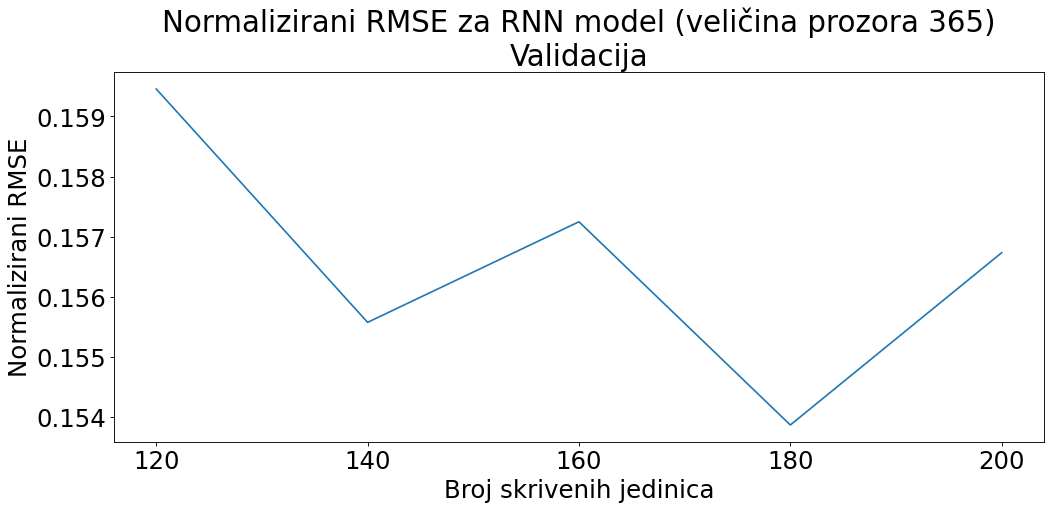 Normalizirani RMSE za RNN model (veličina prozora 365)
Validacija
Normalizirani RMSE
0.159
0.158
0.157
0.156
0.155
0.154
120 140 160 180 200
Broj skrivenih jedinica